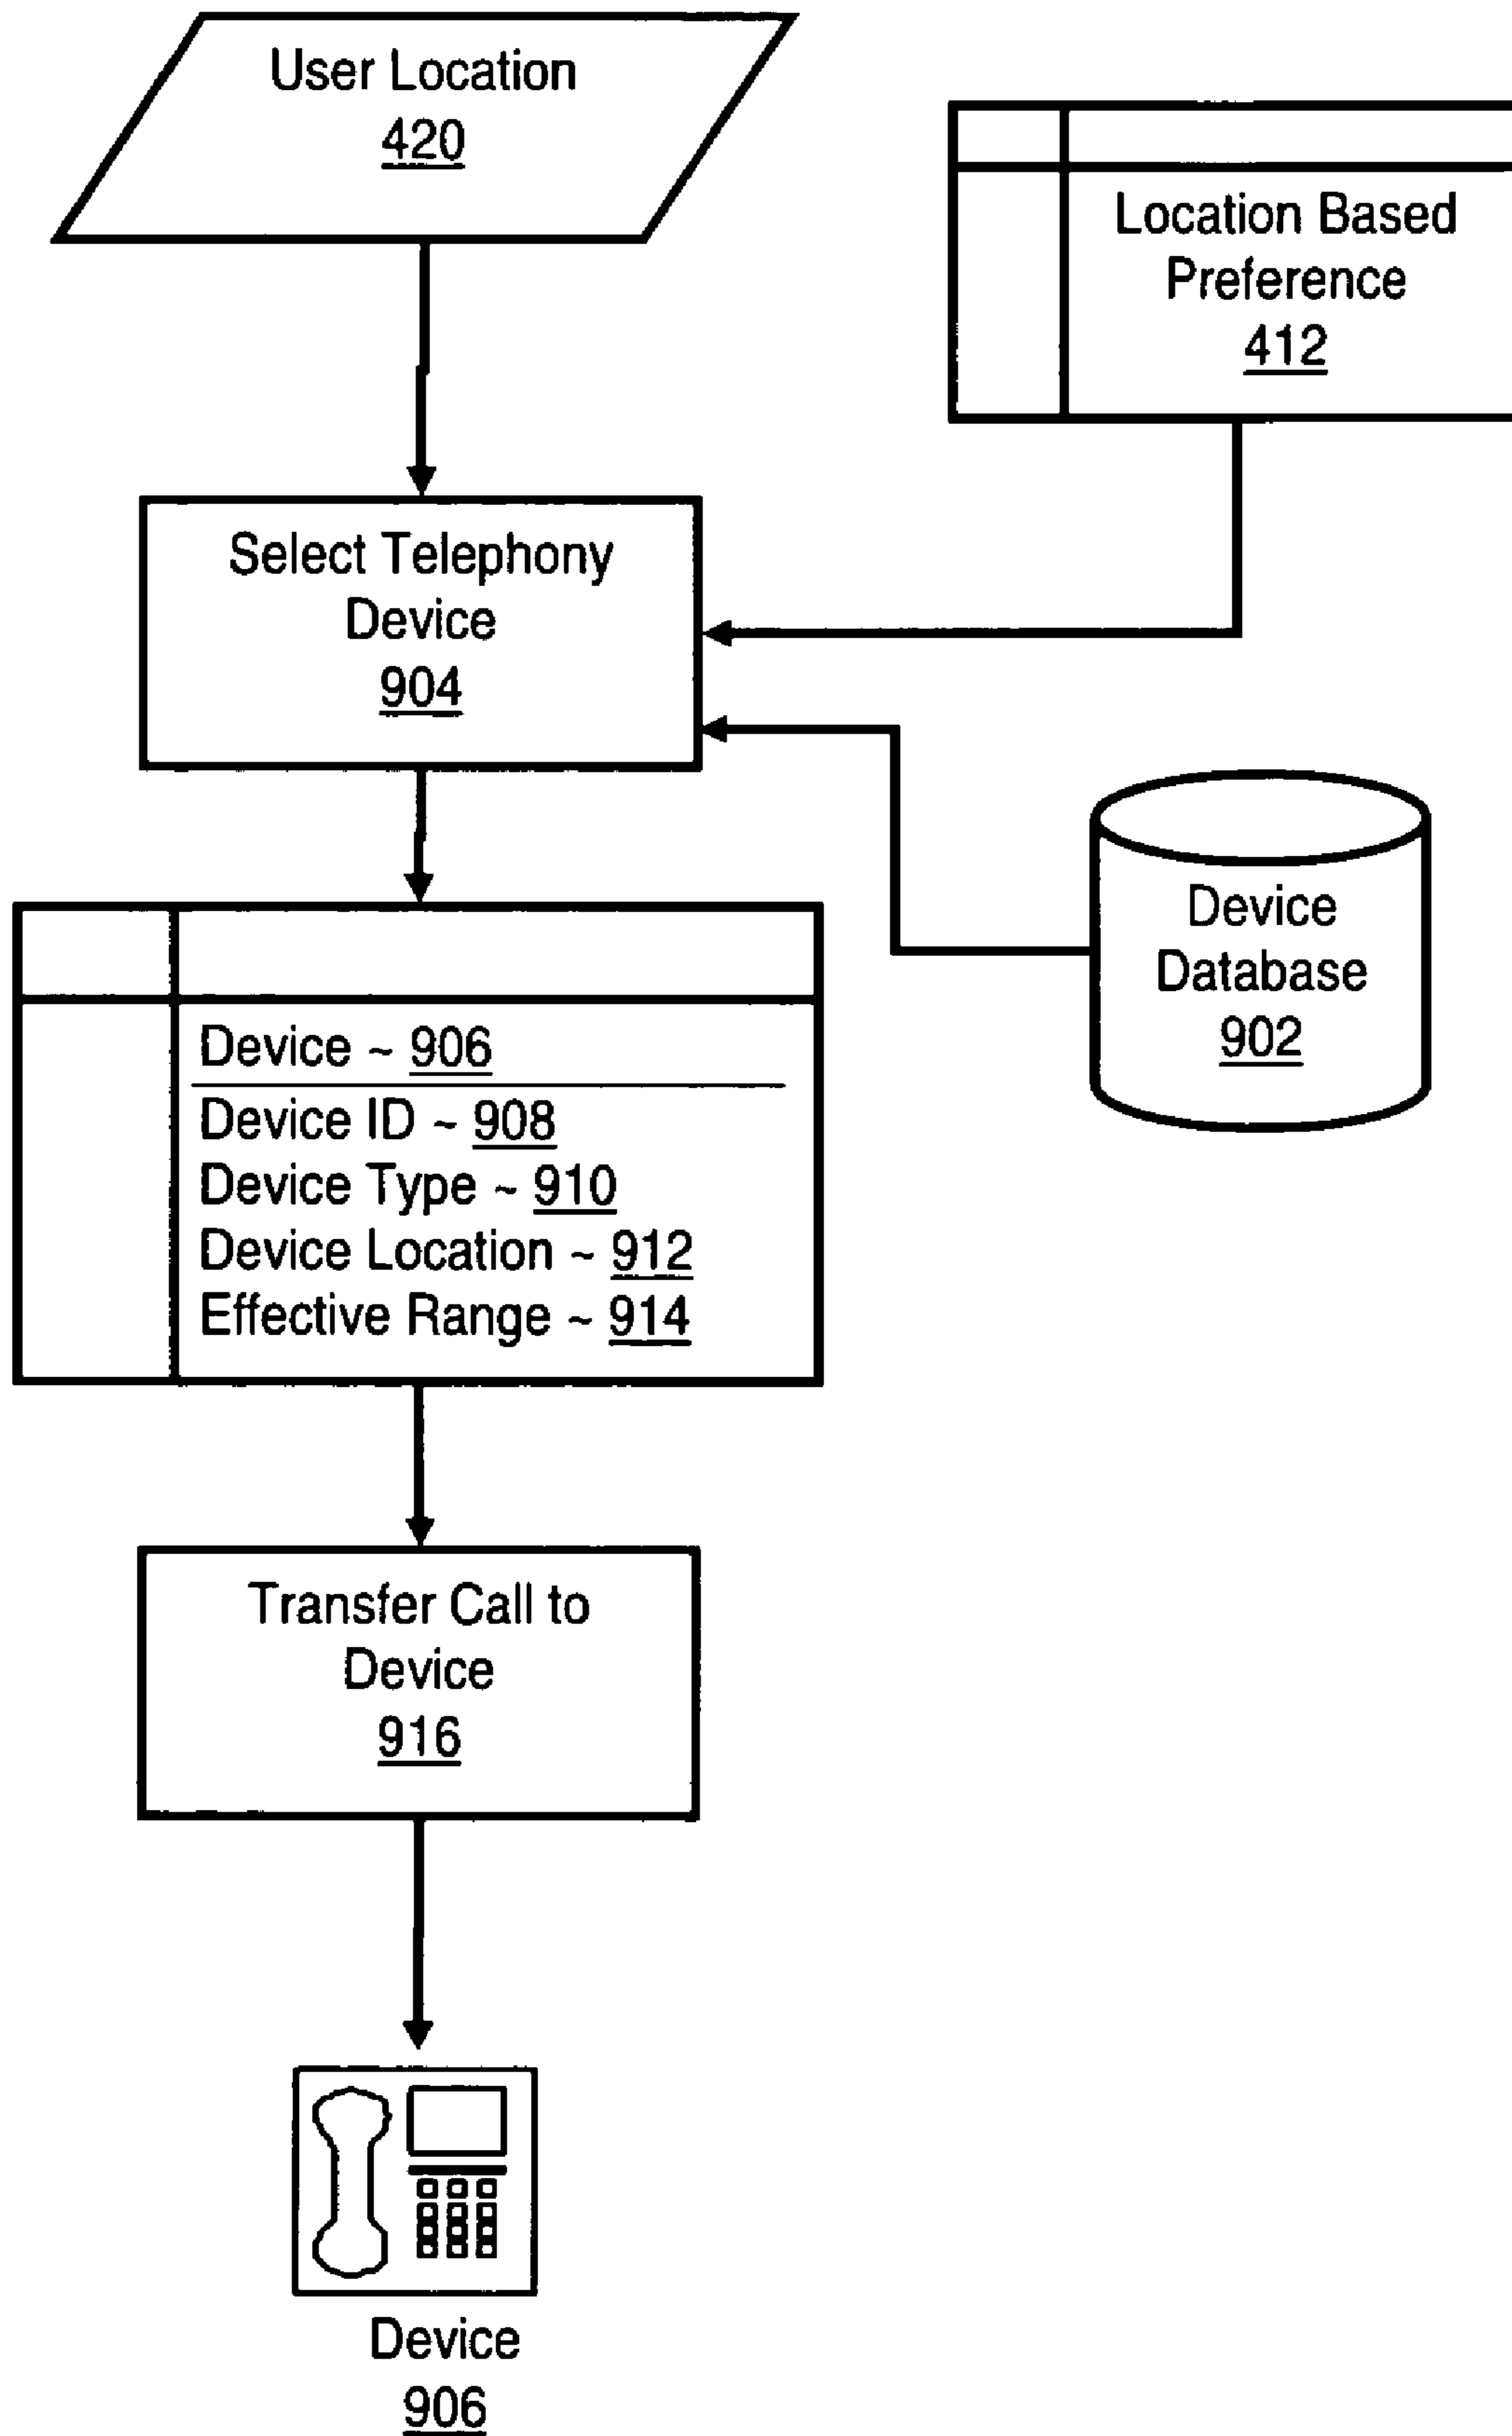 User Location
420
Location Based
Preference
412
Select Telephony
Device
904
Device
Database
902
Device ~ 906
Device ID ~ 908
Device Type ~ 910
Device Location ~ 912
Effective Range ~ 914
Transfer Call to
Device
916
Device
906